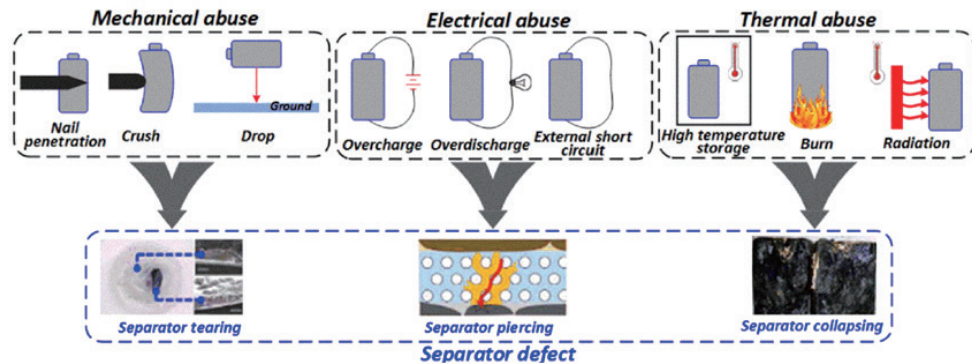 Mechanical abuse
Electrical abuse
Thermal abuse
Nail
penetration
Crush
Drop
Ground
Overcharge
Overdischarge
External short
circuit
High temperature
storage
Burn
Radiation
Separator tearing
Separator piercing
Separator collapsing
Separator defect